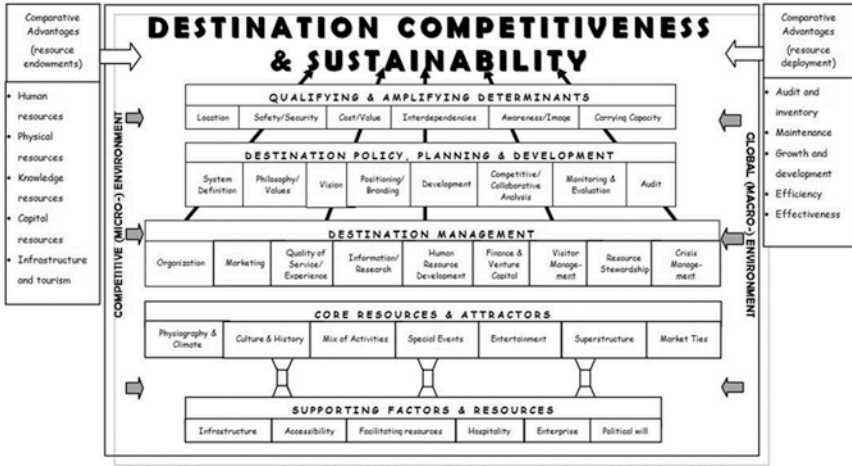 DESTINATION COMPETITIVENESS
& SUSTAINABILITY
Comparative
Advantages
(resource
endowments)
• Human
resources
• Physical
resources
• Knowledge
resources
• Capital
resources
• Infrastructure
and tourism
COMPETITIVE (MICRO-) ENVIRONMENT
QUALIFYING & AMPLIFYING DETERMINANTS
Location Safety/Security Cost/Value Interdependencies Awareness/Image Carrying Capacity
DESTINATION POLICY, PLANNING & DEVELOPMENT
System
Definition
Philosophy/
Values
Vision
Positioning/
Branding
Development
Competitive/
Collaborative
Analysis
Monitoring &
Evaluation
Audit
DESTINATION MANAGEMENT
Organization
Marketing
Quality of
Service/
Experience
Information/
Research
Human
Resource
Development
Finance &
Venture
Capital
Visitor
Manage-
ment
Resource
Stewardship
Crisis
Manage-
ment
CORE RESOURCES & ATTRACTORS
Physiography &
Climate
Culture & History
Mix of Activities
Special Events
Entertainment
Superstructure
Market Ties
SUPPORTING FACTORS & RESOURCES
Infrastructure Accessibility Facilitating resources Hospitality Enterprise Political will
GLOBAL (MACRO-) ENVIRONMENT
Comparative
Advantages
(resource
deployment)
• Audit and
inventory
• Maintenance
• Growth and
development
• Efficiency
• Effectiveness